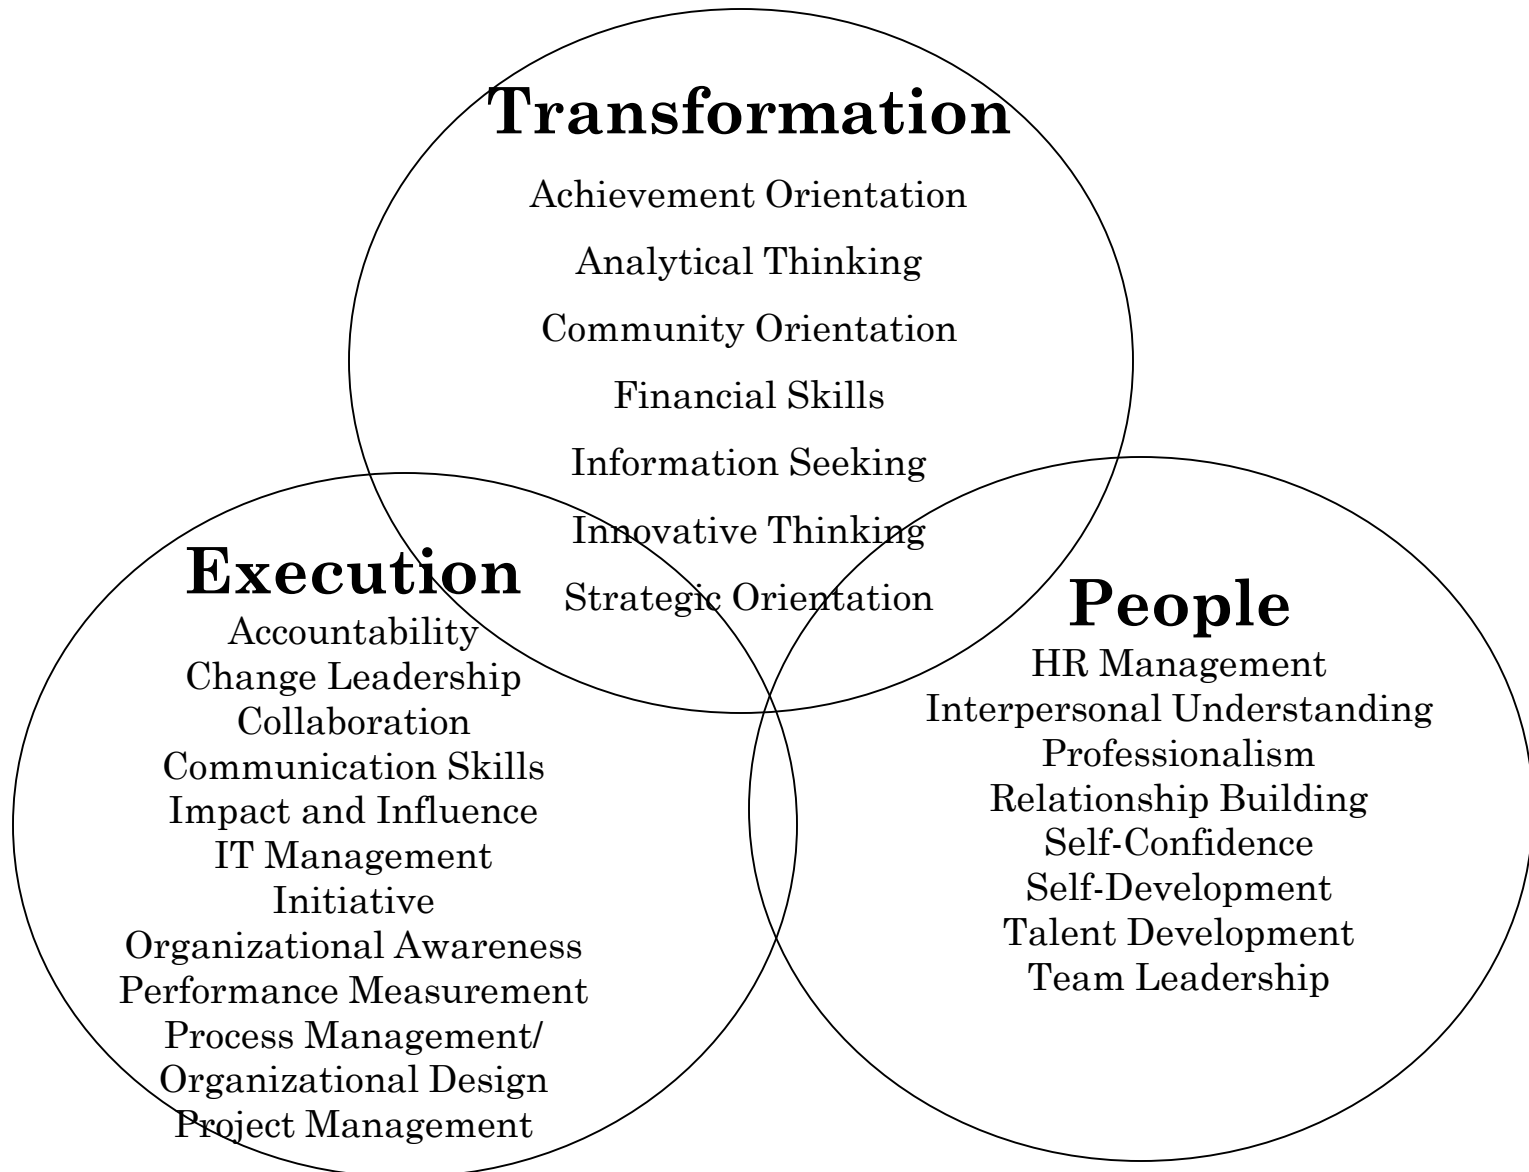 Transformation
Achievement Orientation
Analytical Thinking
Community Orientation
Financial Skills
Information Seeking
Innovative Thinking
Strategic Orientation
Execution
Accountability
Change Leadership
Collaboration
Communication Skills
Impact and Influence
IT Management
Initiative
Organizational Awareness
Performance Measurement
Process Management/
Organizational Design
Project Management
People
HR Management
Interpersonal Understanding
Professionalism
Relationship Building
Self-Confidence
Self-Development
Talent Development
Team Leadership